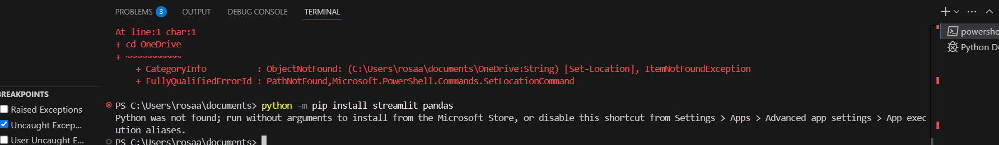 PROBLEMS 3 OUTPUT DEBUG CONSOLE TERMINAL
At line:1 char:1
+ cd OneDrive
+ ~~~~~~~~~~~
+ CategoryInfo : ObjectNotFound: (C:\Users\rosaa\documents\OneDrive:String) [Set-Location], ItemNotFoundException
+ FullyQualifiedErrorId : PathNotFound,Microsoft.PowerShell.Commands.SetLocationCommand
PS C:\Users\rosaa\documents> python -m pip install streamlit pandas
Python was not found; run without arguments to install from the Microsoft Store, or disable this shortcut from Settings > Apps > Advanced app settings > App exec
ution aliases.
PS C:\Users\rosaa\documents>
powershe
Python De
BREAKPOINTS
Raised Exceptions
Uncaught Excep...
User Uncaught E...